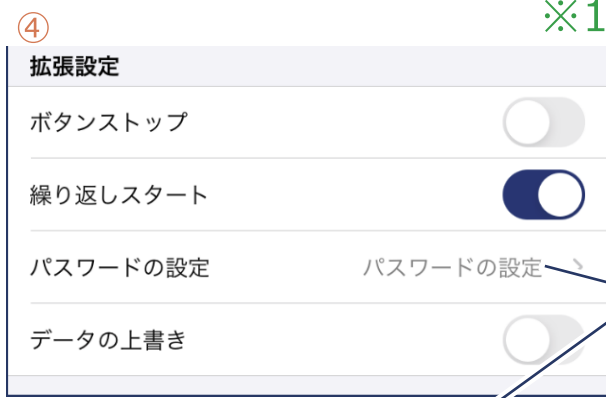 ④
※1
拡張設定
ボタンストップ
繰り返しスタート
パスワードの設定 パスワードの設定
データの上書き